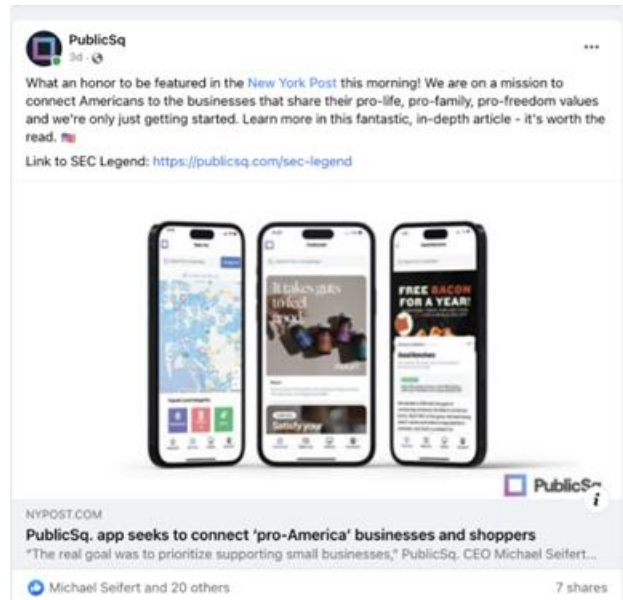 PublicSq
3d
What an honor to be featured in the New York Post this morning! We are on a mission to
connect Americans to the businesses that share their pro-life, pro-family, pro-freedom values
and we're only just getting started. Learn more in this fantastic, in-depth article - it's worth the
read. 🇺🇸
Link to SEC Legend: https://publicsq.com/sec-legend
It takes guts
to feel
good.
Satisfy your
FREE BACON
FOR A YEAR!
PublicSq.
NYPOST.COM
PublicSq. app seeks to connect 'pro-America' businesses and shoppers
"The real goal was to prioritize supporting small businesses," PublicSq. CEO Michael Seifert...
Michael Seifert and 20 others
7 shares